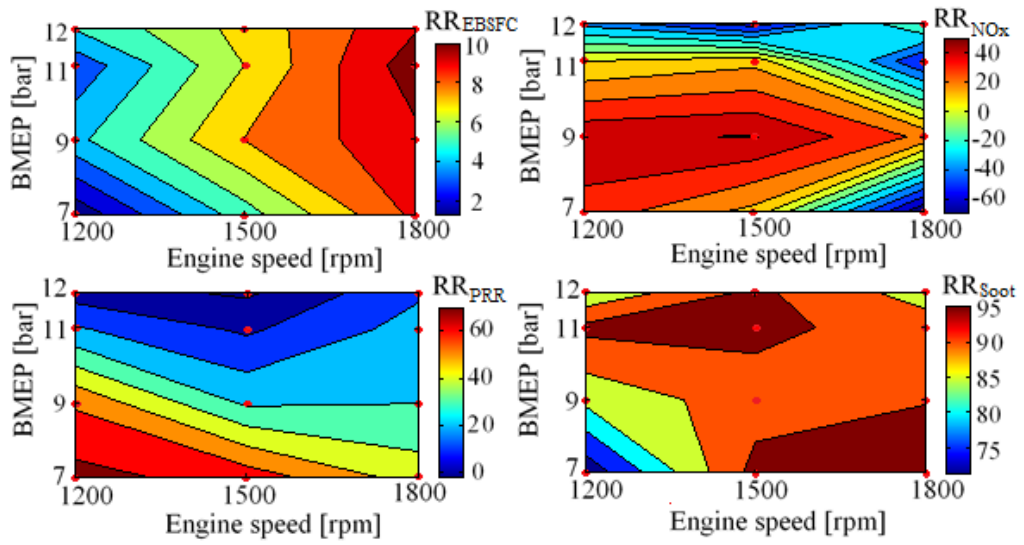 RR_EBSFC
12
11
9
7
BMEP [bar]
1200 1500 1800
Engine speed [rpm]
10
8
6
4
2
RR_NOx
12
11
9
7
BMEP [bar]
1200 1500 1800
Engine speed [rpm]
40
20
0
-20
-40
-60
RR_PRR
12
11
9
7
BMEP [bar]
1200 1500 1800
Engine speed [rpm]
60
40
20
0
RR_Soot
12
11
9
7
BMEP [bar]
1200 1500 1800
Engine speed [rpm]
95
90
85
80
75